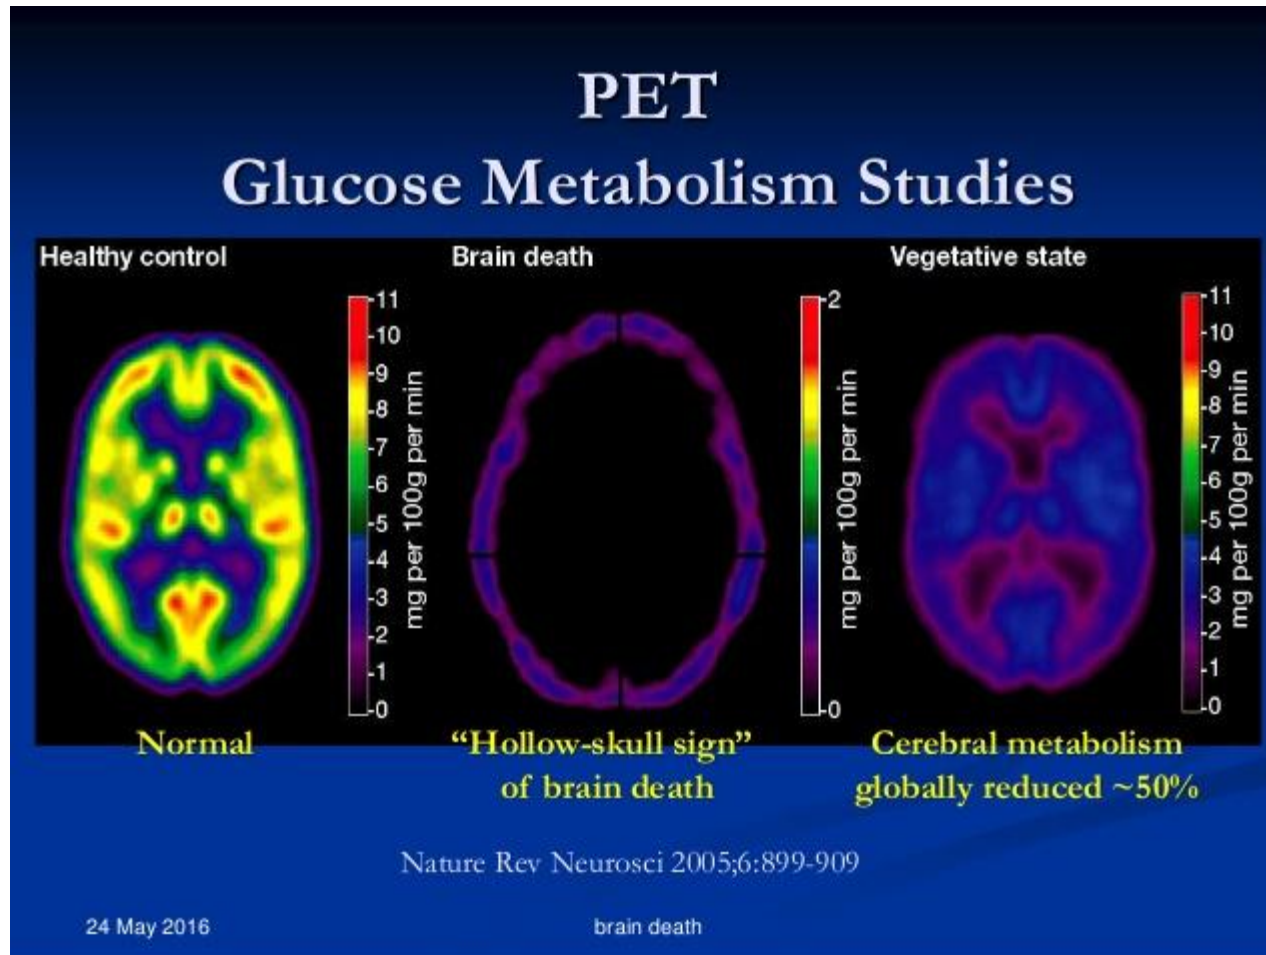 PET
Glucose Metabolism Studies
Healthy control
Brain death
Vegetative state
11
10
9
8
7
6
5
4
3
2
1
0
mg per 100g per min
2
0
mg per 100g per min
11
10
9
8
7
6
5
4
3
2
1
0
mg per 100g per min
Normal
“Hollow-skull sign”
of brain death
Cerebral metabolism
globally reduced ~50%
Nature Rev Neurosci 2005;6:899-909
24 May 2016
brain death